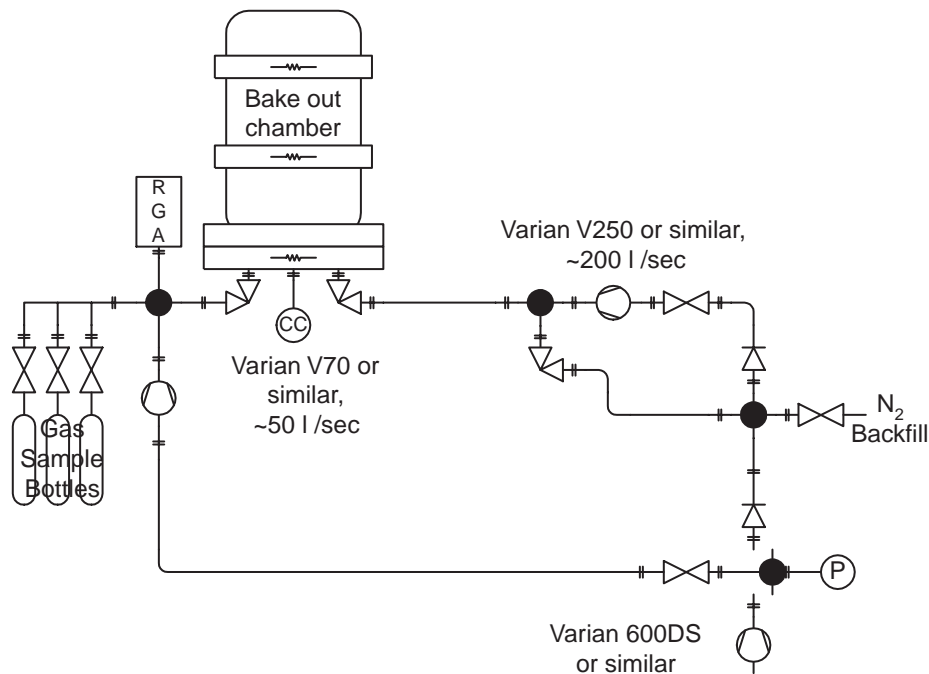 Bake out
chamber
R
G
A
Varian V250 or similar,
~200 l /sec
CC
Varian V70 or
similar,
~50 l /sec
N₂
Backfill
Gas
Sample
Bottles
P
Varian 600DS
or similar